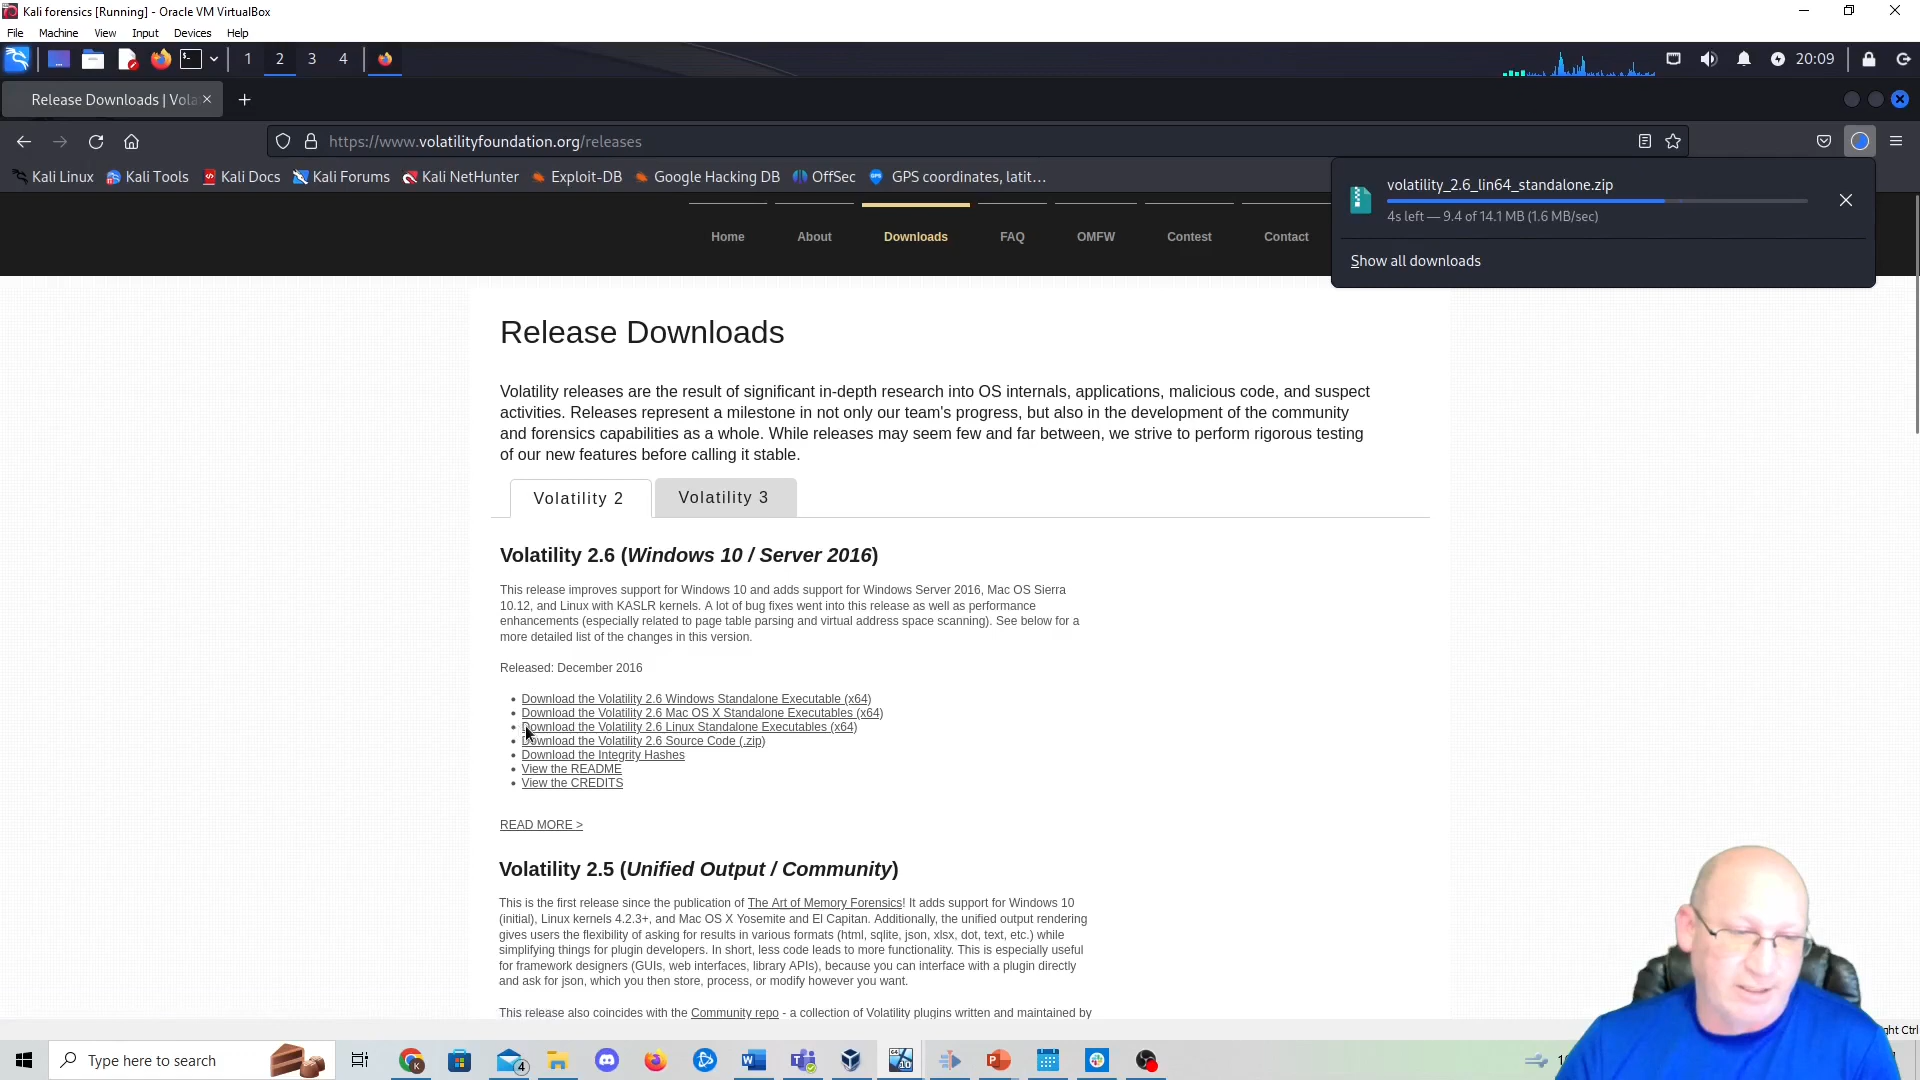 Kali forensics [Running] - Oracle VM VirtualBox
File Machine View Input Devices Help
1 2 3 4
20:09
Release Downloads | Vola
https://www.volatilityfoundation.org/releases
Kali Linux Kali Tools Kali Docs Kali Forums Kali NetHunter Exploit-DB Google Hacking DB OffSec GPS coordinates, latit…
volatility_2.6_lin64_standalone.zip
4s left — 9.4 of 14.1 MB (1.6 MB/sec)
Show all downloads
Home About Downloads FAQ OMFW Contest Contact
Release Downloads
Volatility releases are the result of significant in-depth research into OS internals, applications, malicious code, and suspect
activities. Releases represent a milestone in not only our team's progress, but also in the development of the community
and forensics capabilities as a whole. While releases may seem few and far between, we strive to perform rigorous testing
of our new features before calling it stable.
Volatility 2 Volatility 3
Volatility 2.6 (Windows 10 / Server 2016)
This release improves support for Windows 10 and adds support for Windows Server 2016, Mac OS Sierra
10.12, and Linux with KASLR kernels. A lot of bug fixes went into this release as well as performance
enhancements (especially related to page table parsing and virtual address space scanning). See below for a
more detailed list of the changes in this version.
Released: December 2016
• Download the Volatility 2.6 Windows Standalone Executable (x64)
• Download the Volatility 2.6 Mac OS X Standalone Executables (x64)
• Download the Volatility 2.6 Linux Standalone Executables (x64)
• Download the Volatility 2.6 Source Code (.zip)
• Download the Integrity Hashes
• View the README
• View the CREDITS
READ MORE >
Volatility 2.5 (Unified Output / Community)
This is the first release since the publication of The Art of Memory Forensics! It adds support for Windows 10
(initial), Linux kernels 4.2.3+, and Mac OS X Yosemite and El Capitan. Additionally, the unified output rendering
gives users the flexibility of asking for results in various formats (html, sqlite, json, xlsx, dot, text, etc.) while
simplifying things for plugin developers. In short, less code leads to more functionality. This is especially useful
for framework designers (GUIs, web interfaces, library APIs), because you can interface with a plugin directly
and ask for json, which you then store, process, or modify however you want.
This release also coincides with the Community repo - a collection of Volatility plugins written and maintained by
Ctrl
Type here to search
4